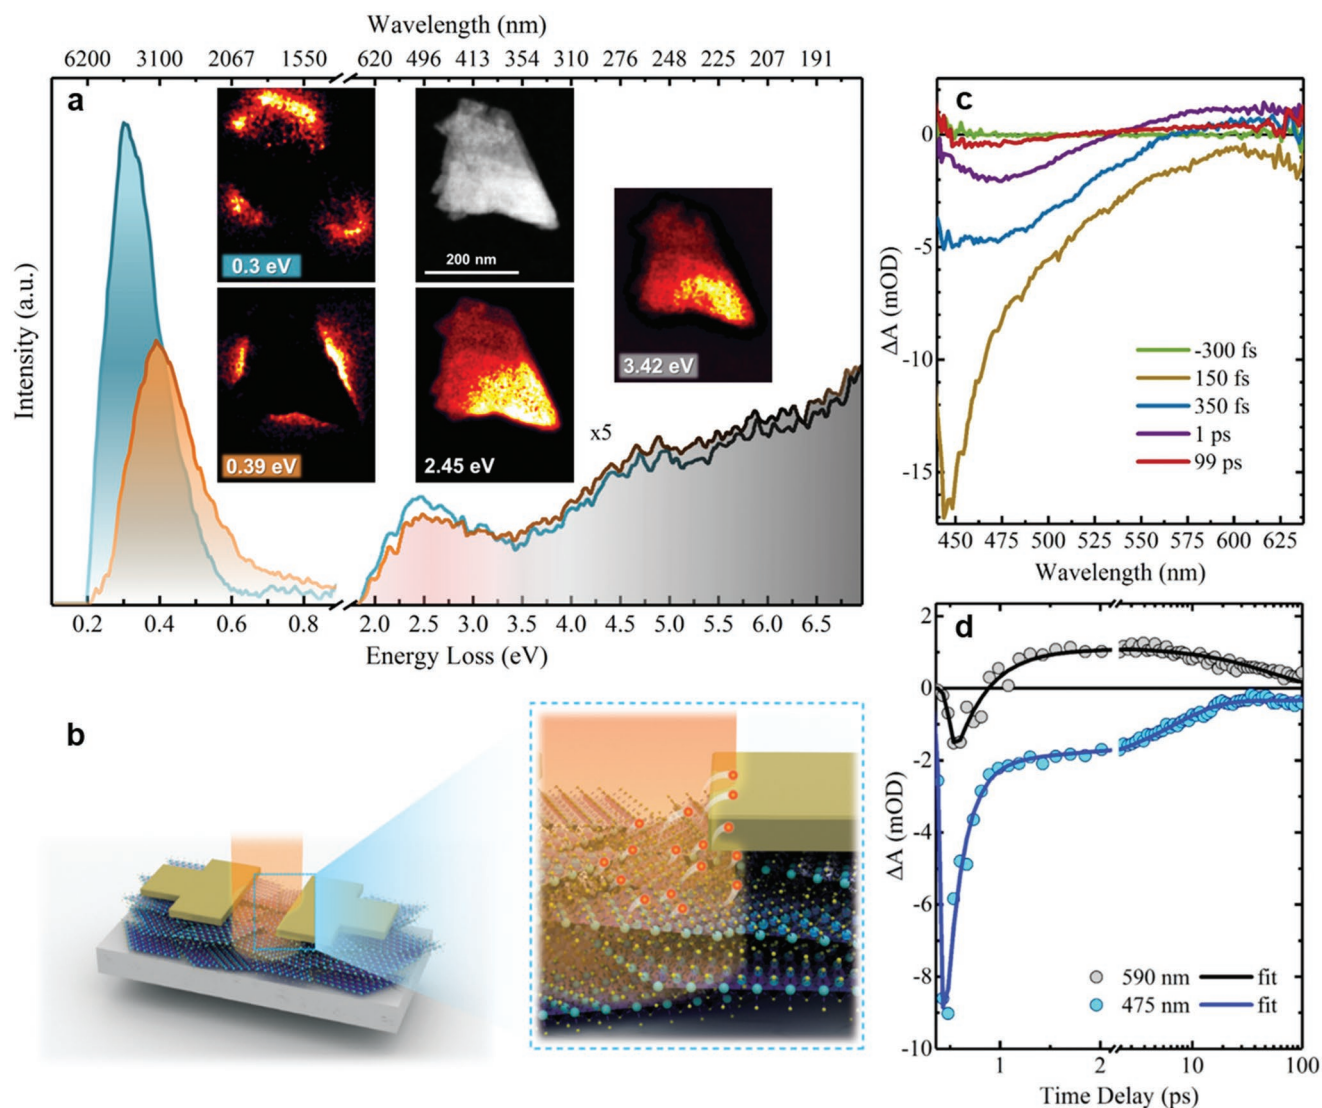 Wavelength (nm)
6200 3100 2067 1550 620 496 413 354 310 276 248 225 207 191
a
0.3 eV
200 nm
0.39 eV
2.45 eV
3.42 eV
x5
Intensity (a.u.)
0.2 0.4 0.6 0.8 2.0 2.5 3.0 3.5 4.0 4.5 5.0 5.5 6.0 6.5
Energy Loss (eV)
b
c
0
-5
-10
-15
ΔA (mOD)
-300 fs
150 fs
350 fs
1 ps
99 ps
450 475 500 525 550 575 600 625
Wavelength (nm)
d
2
0
-2
-4
-6
-8
-10
ΔA (mOD)
590 nm fit
475 nm fit
1 2 10 100
Time Delay (ps)